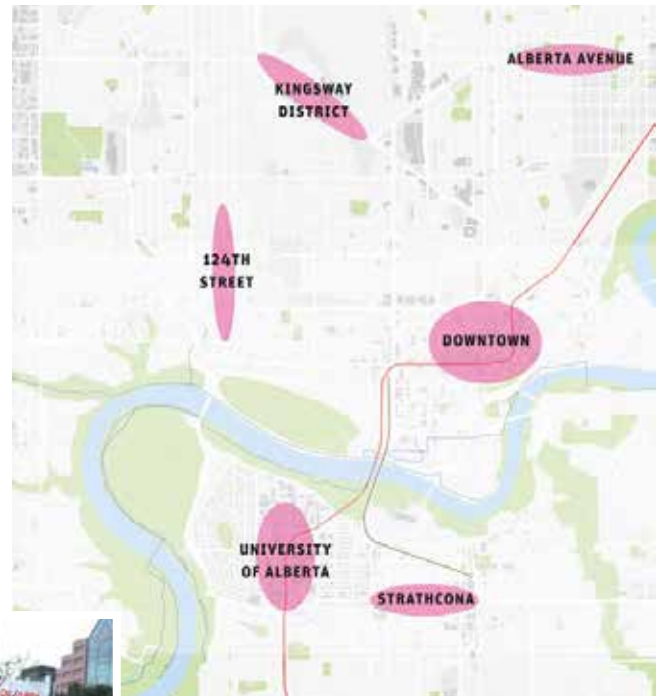 ALBERTA AVENUE
KINGSWAY
DISTRICT
124TH
STREET
DOWNTOWN
UNIVERSITY
OF ALBERTA
STRATHCONA